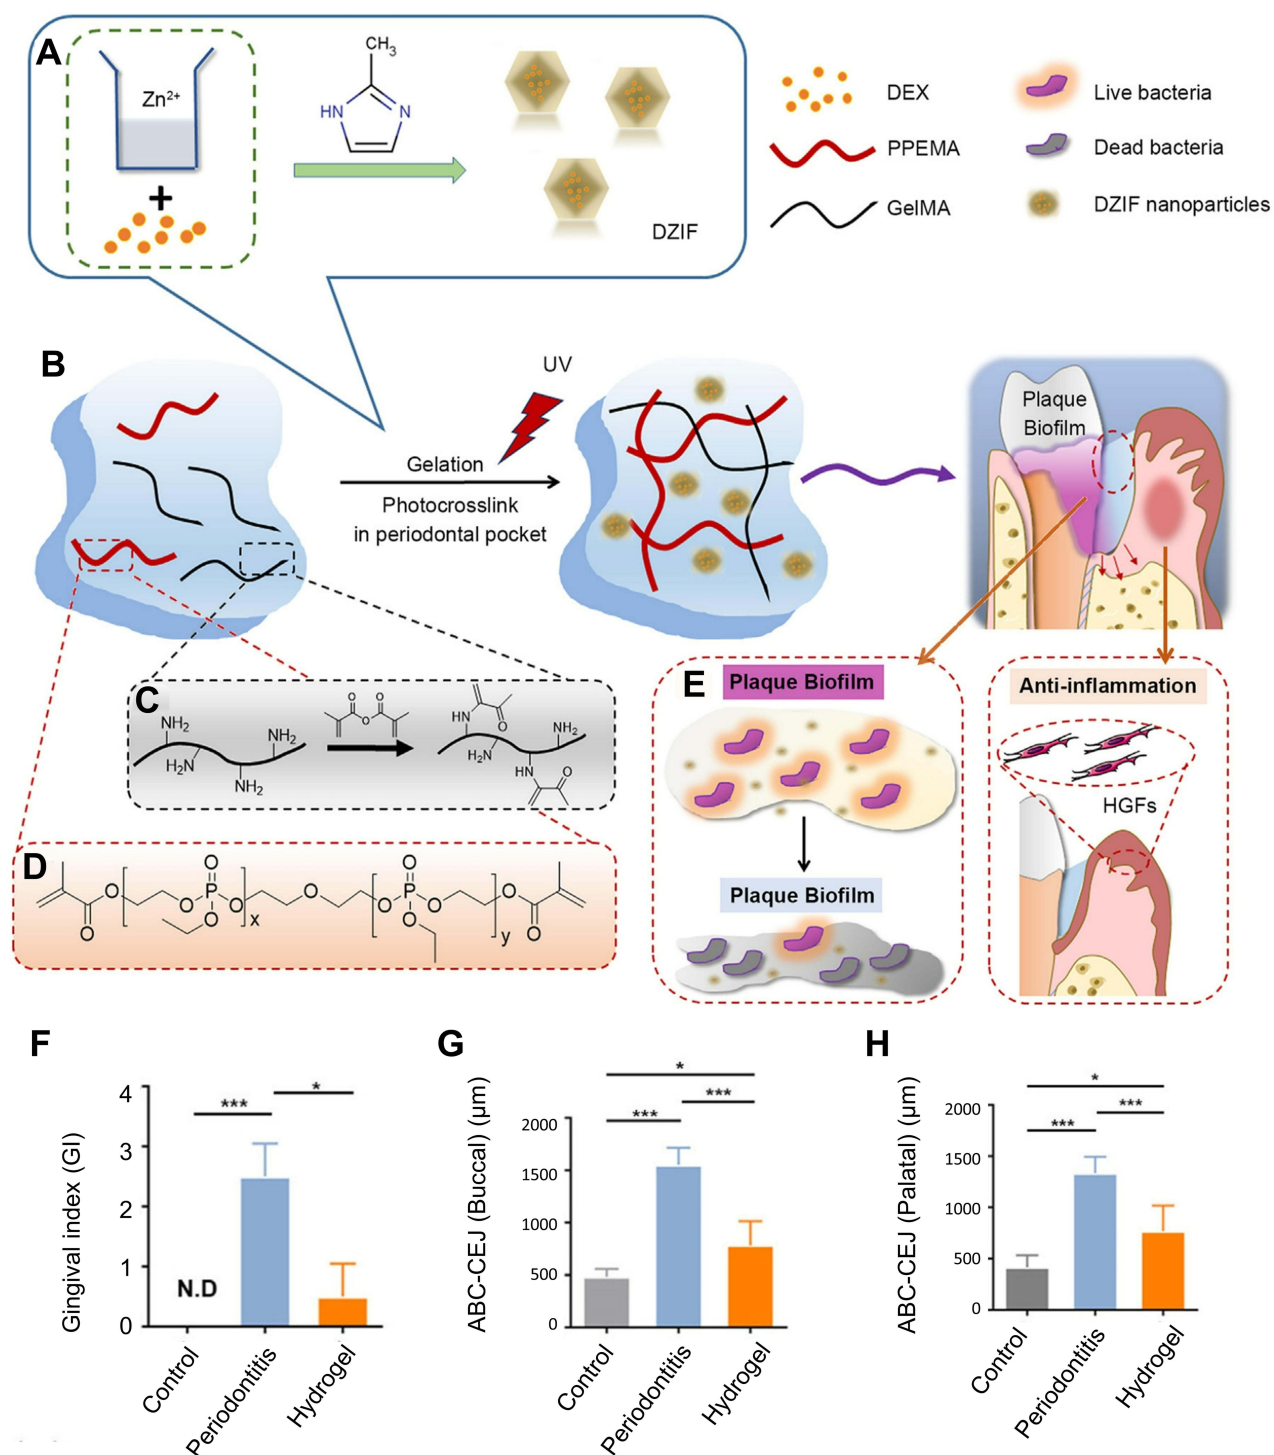 A
Zn2+
+
CH3
HN
N
DZIF
DEX
PPEMA
GelMA
Live bacteria
Dead bacteria
DZIF nanoparticles
B
UV
Gelation
Photocrosslink
in periodontal pocket
Plaque
Biofilm
C
NH2
H2N
NH2
NH2
O
O
O
HN
O
H2N
NH2
HN
O
D
O
O
O
P
O
O
O
x
O
O
P
O
O
O
y
O
O
E
Plaque Biofilm
Plaque Biofilm
Anti-inflammation
HGFs
F
Gingival index (GI)
4
3
2
1
0
***
*
N.D
Control
Periodontitis
Hydrogel
G
ABC-CEJ (Buccal) (μm)
2000
1500
1000
500
0
*
***
***
Control
Periodontitis
Hydrogel
H
ABC-CEJ (Palatal) (μm)
2000
1500
1000
500
0
*
***
***
Control
Periodontitis
Hydrogel